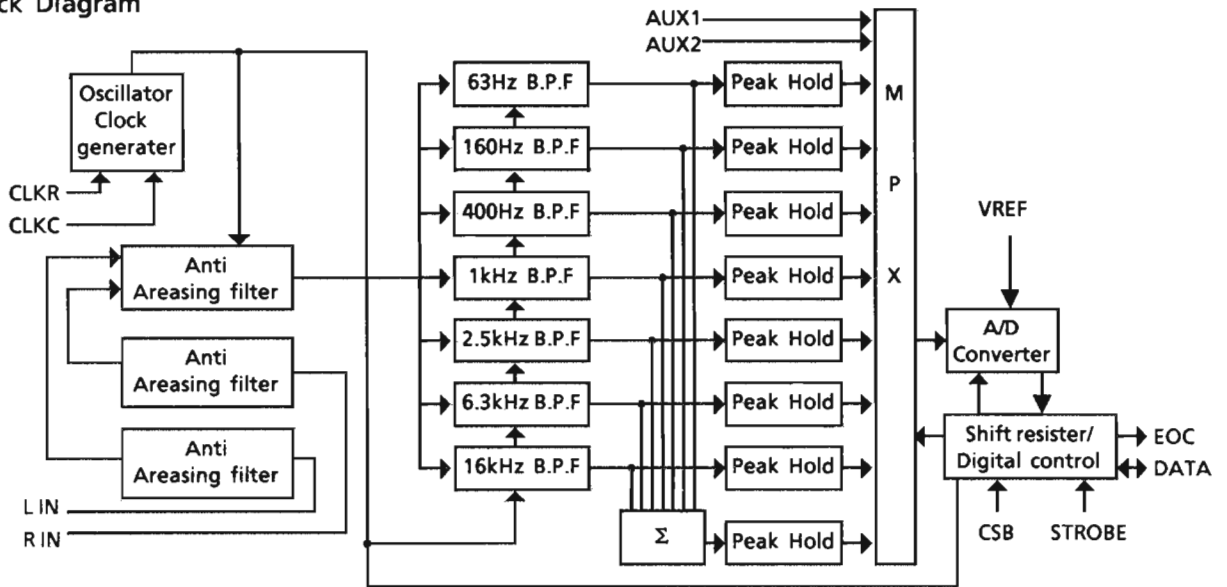 ck Diagram
AUX1
AUX2
Oscillator
Clock
generater
CLKR
CLKC
Anti
Areasing filter
Anti
Areasing filter
Anti
Areasing filter
L IN
R IN
63Hz B.P.F
160Hz B.P.F
400Hz B.P.F
1kHz B.P.F
2.5kHz B.P.F
6.3kHz B.P.F
16kHz B.P.F
Σ
Peak Hold
Peak Hold
Peak Hold
Peak Hold
Peak Hold
Peak Hold
Peak Hold
Peak Hold
M
P
X
VREF
A/D
Converter
Shift resister/
Digital control
EOC
DATA
CSB
STROBE